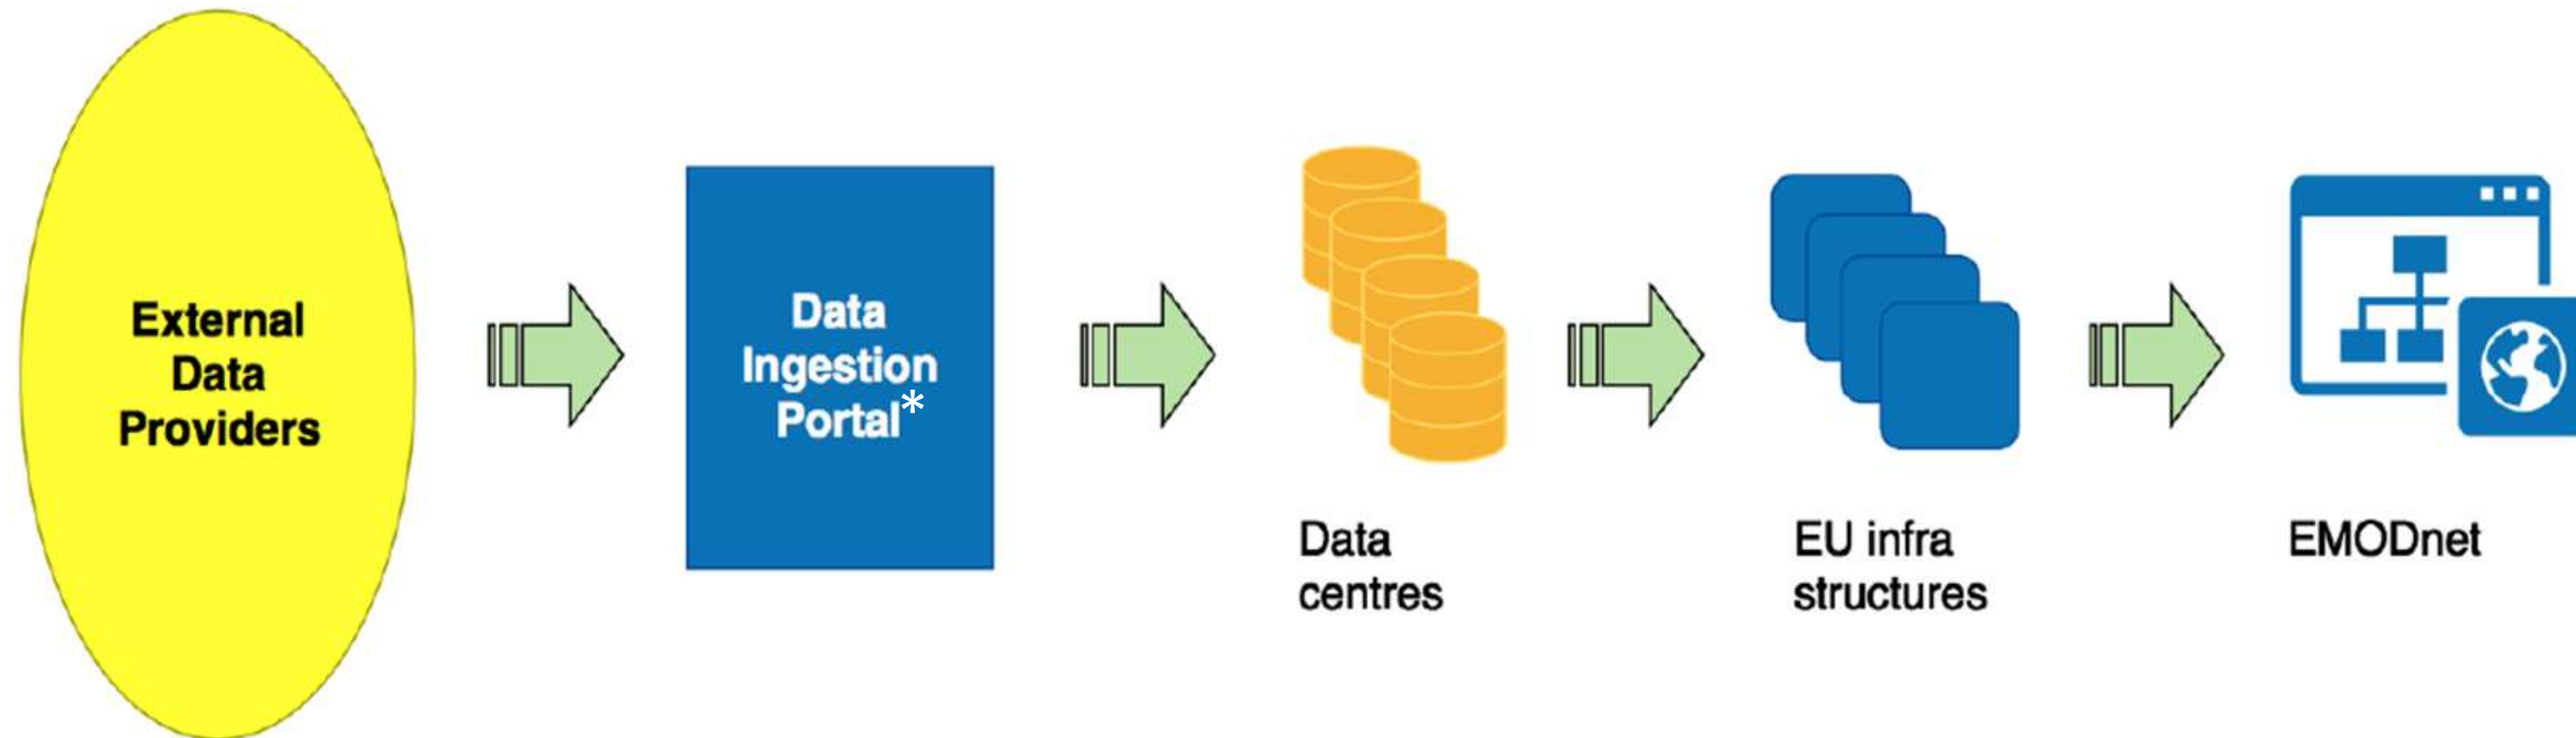 External
Data
Providers
Data
Ingestion
Portal*
Data
centres
EU infra
structures
EMODnet